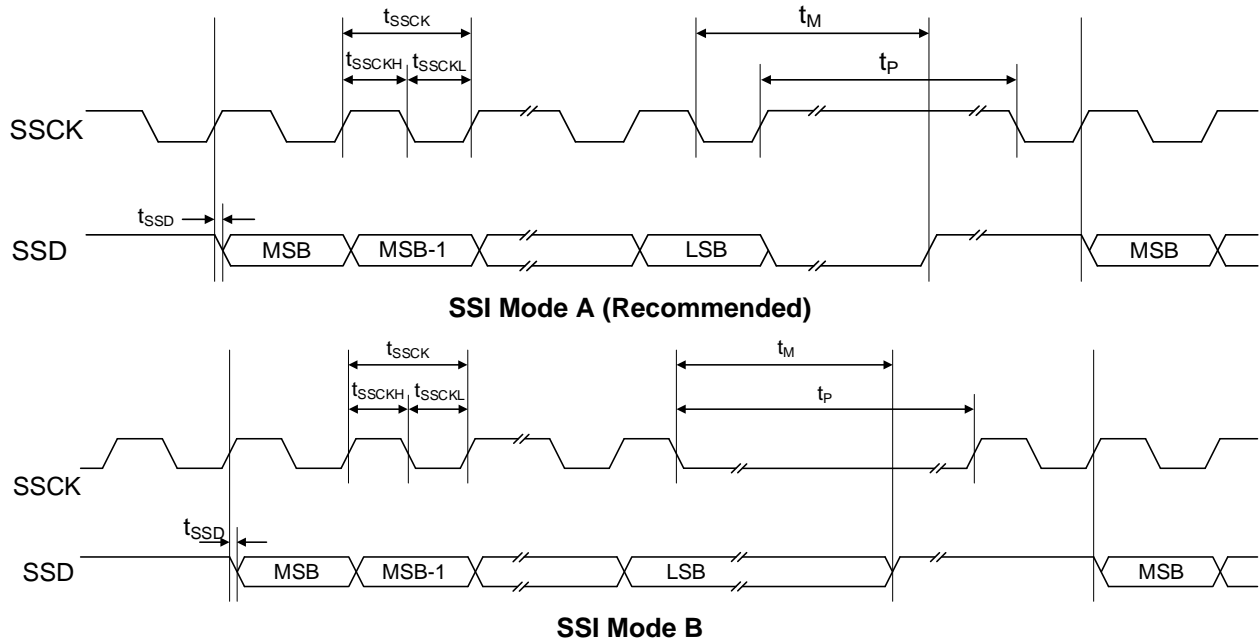 tSSCK
tM
tSSCKH tSSCKL
tP
SSCK
tSSD
SSD
MSB MSB-1 LSB MSB
SSI Mode A (Recommended)
tSSCK
tM
tSSCKH tSSCKL
tP
SSCK
tSSD
SSD
MSB MSB-1 LSB MSB
SSI Mode B